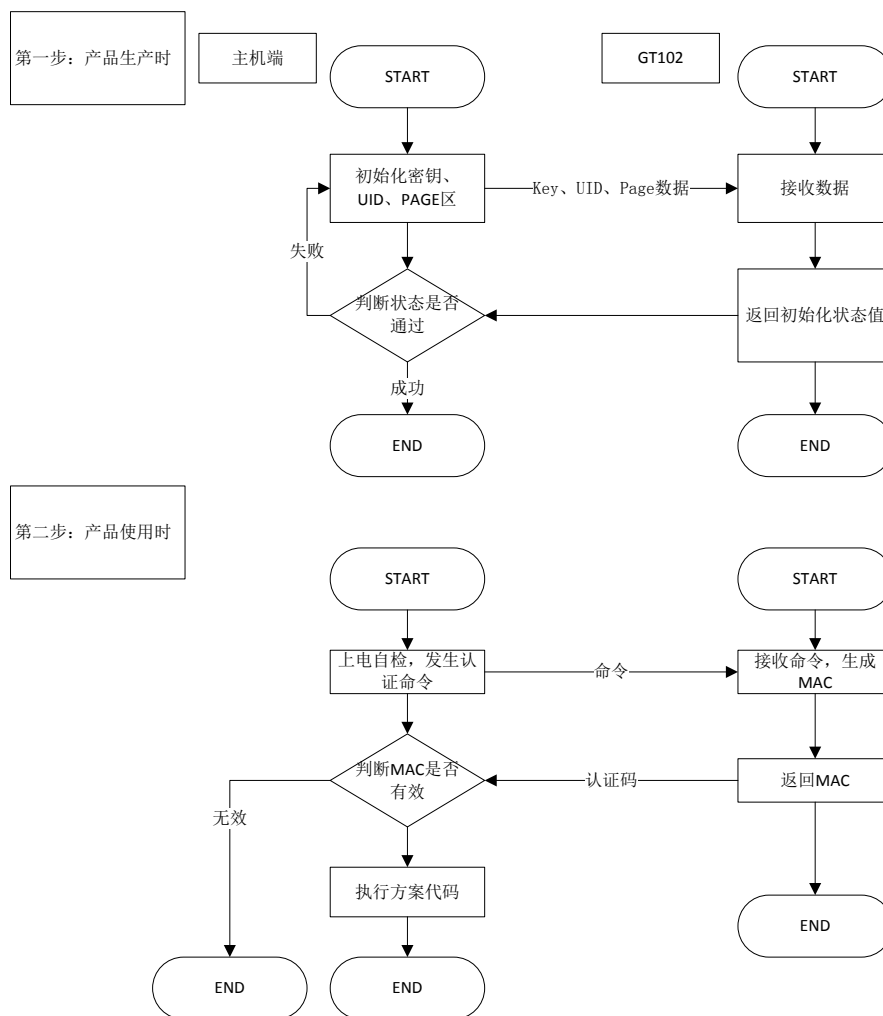 第一步：产品生产时
主机端
START
GT102
START
初始化密钥、
UID、PAGE区
Key、UID、Page数据
接收数据
失败
判断状态是否
通过
返回初始化状态值
成功
END
END
第二步：产品使用时
START
START
上电自检，发生认
证命令
命令
接收命令，生成
MAC
判断MAC是否
有效
认证码
返回MAC
无效
执行方案代码
END
END
END